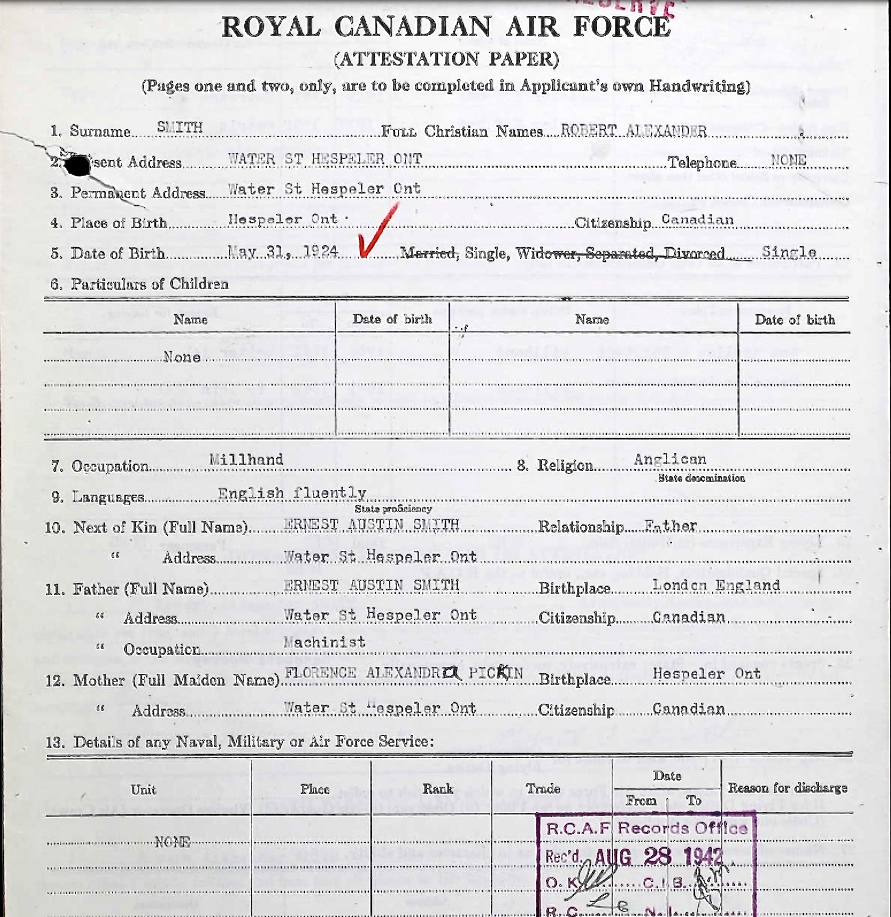 ROYAL CANADIAN AIR FORCE
(ATTESTATION PAPER)
(Pages one and two, only, are to be completed in Applicant's own Handwriting)
1. Surname SMITH FULL Christian Names ROBERT ALEXANDER
2. sent Address WATER ST HESPELER ONT Telephone NONE
3. Permanent Address Water St Hespeler Ont
4. Place of Birth Hespeler Ont Citizenship Canadian
5. Date of Birth May 31, 1924 Married, Single, Widower, Separated, Divorced Single
6. Particulars of Children
Name Date of birth Name Date of birth
None
7. Occupation Millhand 8. Religion Anglican
State denomination
9. Languages English fluently
State proficiency
10. Next of Kin (Full Name) ERNEST AUSTIN SMITH Relationship Father
" Address Water St Hespeler Ont
11. Father (Full Name) ERNEST AUSTIN SMITH Birthplace London England
" Address Water St Hespeler Ont Citizenship Canadian
" Occupation Machinist
12. Mother (Full Maiden Name) FLORENCE ALEXANDRIA PICKIN Birthplace Hespeler Ont
" Address Water St Hespeler Ont Citizenship Canadian
13. Details of any Naval, Military or Air Force Service:
Unit Place Rank Trade Date From To Reason for discharge
NONE
R.C.A.F Records Office
Rec'd. AUG 28 1942
O.K. C.I.B.
R.C. N.I.